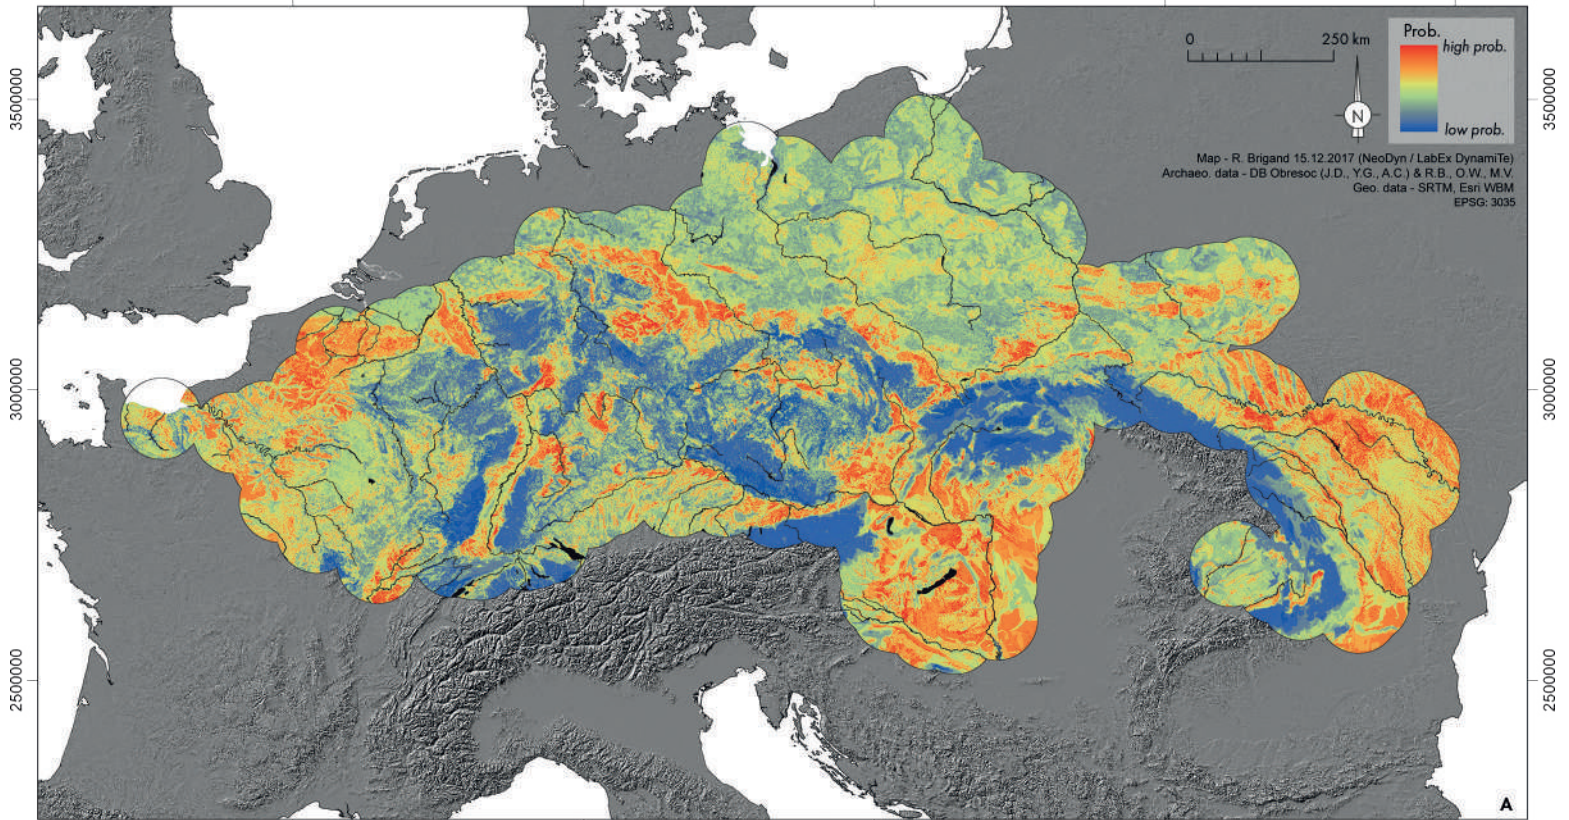 0 250 km
Prob.
high prob.
low prob.
N
Map - R. Brigand 15.12.2017 (NeoDyn / LabEx DynamiTe)
Archaeo. data - DB Obresoc (J.D., Y.G., A.C.) & R.B., O.W., M.V.
Geo. data - SRTM, Esri WBM
EPSG: 3035
3500000
3000000
2500000
3500000
3000000
2500000
A